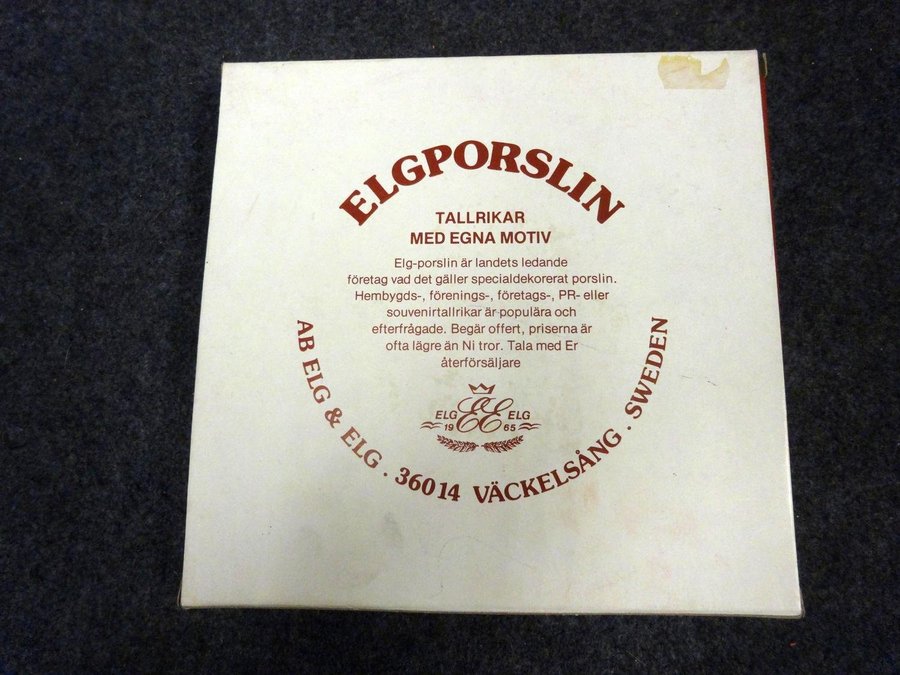 ELGPORSLIN
TALLRIKAR
MED EGNA MOTIV
Elg-porslin är landets ledande
företag vad det gäller specialdekorerat porslin.
Hembygds-, förenings-, företags-, PR- eller
souvenirtallrikar är populära och
efterfrågade. Begär offert, priserna är
ofta lägre än Ni tror. Tala med Er
återförsäljare
ELG EE ELG
19 65
AB ELG & ELG . 36014 VÄCKELSÅNG . SWEDEN